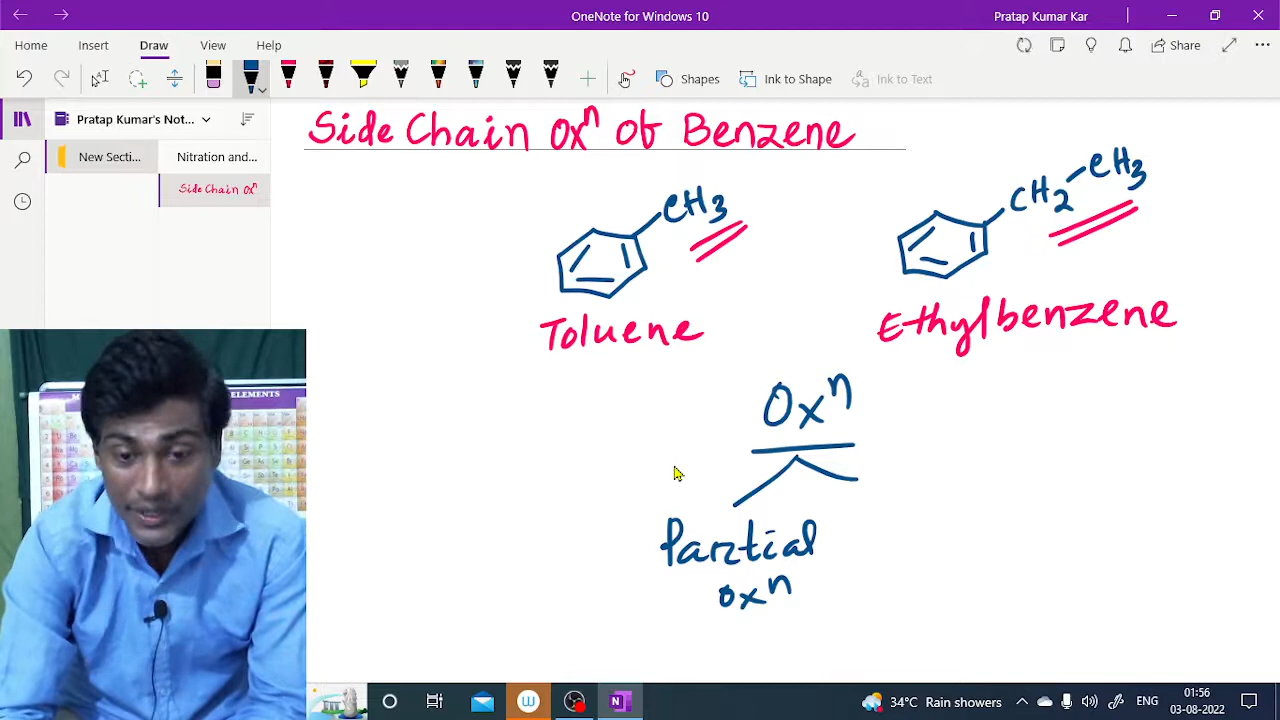 OneNote for Windows 10
Pratap Kumar Kar
Home Insert Draw View Help
Share
Shapes
Ink to Shape
Ink to Text
Pratap Kumar's Not...
New Secti...
Nitration and...
Side Chain Oxⁿ
Side Chain Oxⁿ of Benzene
CH3
CH2-CH3
Toluene
Ethylbenzene
Oxⁿ
Partial
oxⁿ
ELEMENTS
34°C Rain showers
ENG
01:56
03-08-2022